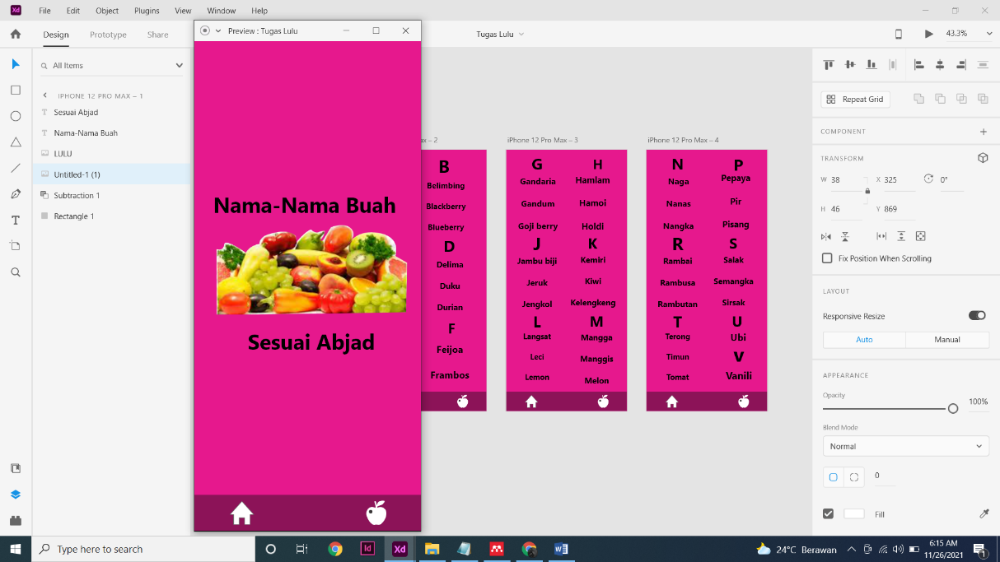 File Edit Object Plugins View Window Help
Design Prototype Share
Preview : Tugas Lulu
Tugas Lulu
43.3%
All Items
IPHONE 12 PRO MAX – 1
Sesuai Abjad
Nama-Nama Buah
LULU
Untitled-1 (1)
Subtraction 1
Rectangle 1
Nama-Nama Buah
Sesuai Abjad
ax – 2
B
Belimbing
Blackberry
Blueberry
D
Delima
Duku
Durian
F
Feijoa
Frambos
iPhone 12 Pro Max – 3
G H
Gandaria Hamlam
Gandum Hamoi
Goji berry Holdi
J K
Jambu biji Kamiri
Jeruk Kiwi
Jengkol Kelengkeng
L M
Langsat Mangga
Leci Manggis
Lemon Melon
iPhone 12 Pro Max – 4
N P
Naga Pepaya
Nanas Pir
Nangka Pisang
R S
Rambai Salak
Rambusa Semangka
Rambutan Sirsak
T U
Terong Ubi
Timun V
Tomat Vanili
Repeat Grid
COMPONENT
TRANSFORM
W 38 X 325 0°
H 46 Y 869
Fix Position When Scrolling
LAYOUT
Responsive Resize
Auto Manual
APPEARANCE
Opacity
100%
Blend Mode
Normal
0
Fill
Type here to search
24°C Berawan
6:15 AM
11/26/2021
1
Xd
Id
Xd